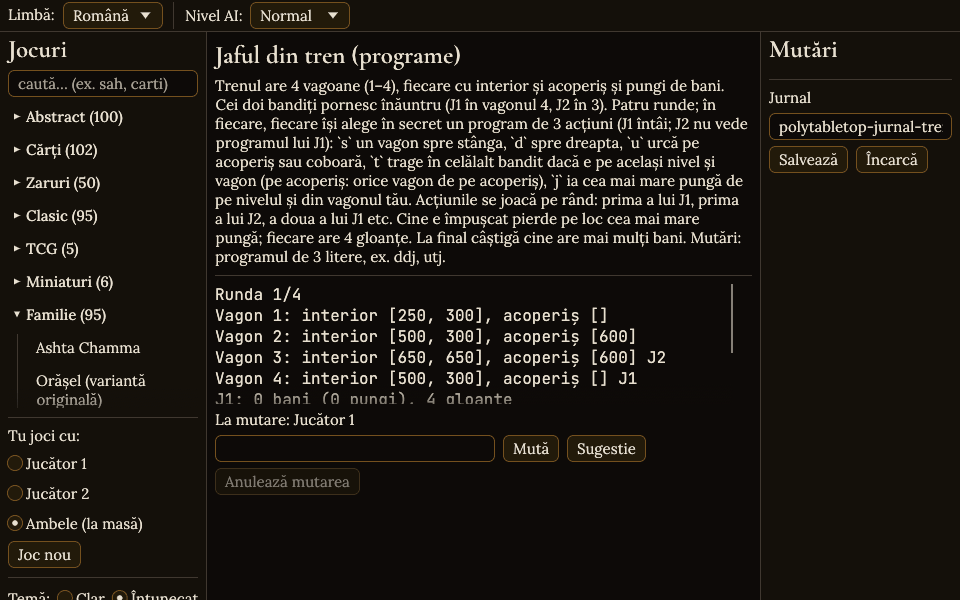 Limbă: Română ▼ Nivel AI: Normal ▼
Jocuri
caută... (ex. sah, carti)
▸ Abstract (100)
▸ Cărți (102)
▸ Zaruri (50)
▸ Clasic (95)
▸ TCG (5)
▸ Miniaturi (6)
▾ Familie (95)
Ashta Chamma
Orășel (variantă
originală)
Tu joci cu:
Jucător 1
Jucător 2
Ambele (la masă)
Joc nou
Temă: Clar Întunecat
Jaful din tren (programe)
Trenul are 4 vagoane (1–4), fiecare cu interior și acoperiș și pungi de bani.
Cei doi bandiți pornesc înăuntru (J1 în vagonul 4, J2 în 3). Patru runde; în
fiecare, fiecare își alege în secret un program de 3 acțiuni (J1 întâi; J2 nu vede
programul lui J1): `s` un vagon spre stânga, `d` spre dreapta, `u` urcă pe
acoperiș sau coboară, `t` trage în celălalt bandit dacă e pe același nivel și
vagon (pe acoperiș: orice vagon de pe acoperiș), `j` ia cea mai mare pungă de
pe nivelul și din vagonul tău. Acțiunile se joacă pe rând: prima a lui J1, prima
a lui J2, a doua a lui J1 etc. Cine e împușcat pierde pe loc cea mai mare
pungă; fiecare are 4 gloanțe. La final câștigă cine are mai mulți bani. Mutări:
programul de 3 litere, ex. ddj, utj.
Runda 1/4
Vagon 1: interior [250, 300], acoperiș []
Vagon 2: interior [500, 300], acoperiș [600]
Vagon 3: interior [650, 650], acoperiș [600] J2
Vagon 4: interior [500, 300], acoperiș [] J1
J1: 0 bani (0 pungi), 4 gloanțe
La mutare: Jucător 1
Mută Sugestie
Anulează mutarea
Mutări
Jurnal
polytabletop-jurnal-tre
Salvează Încarcă